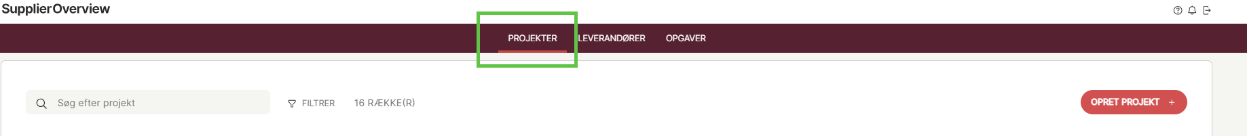 SupplierOverview
PROJEKTER LEVERANDØRER OPGAVER
Søg efter projekt FILTRER 16 RÆKKE(R) OPRET PROJEKT +